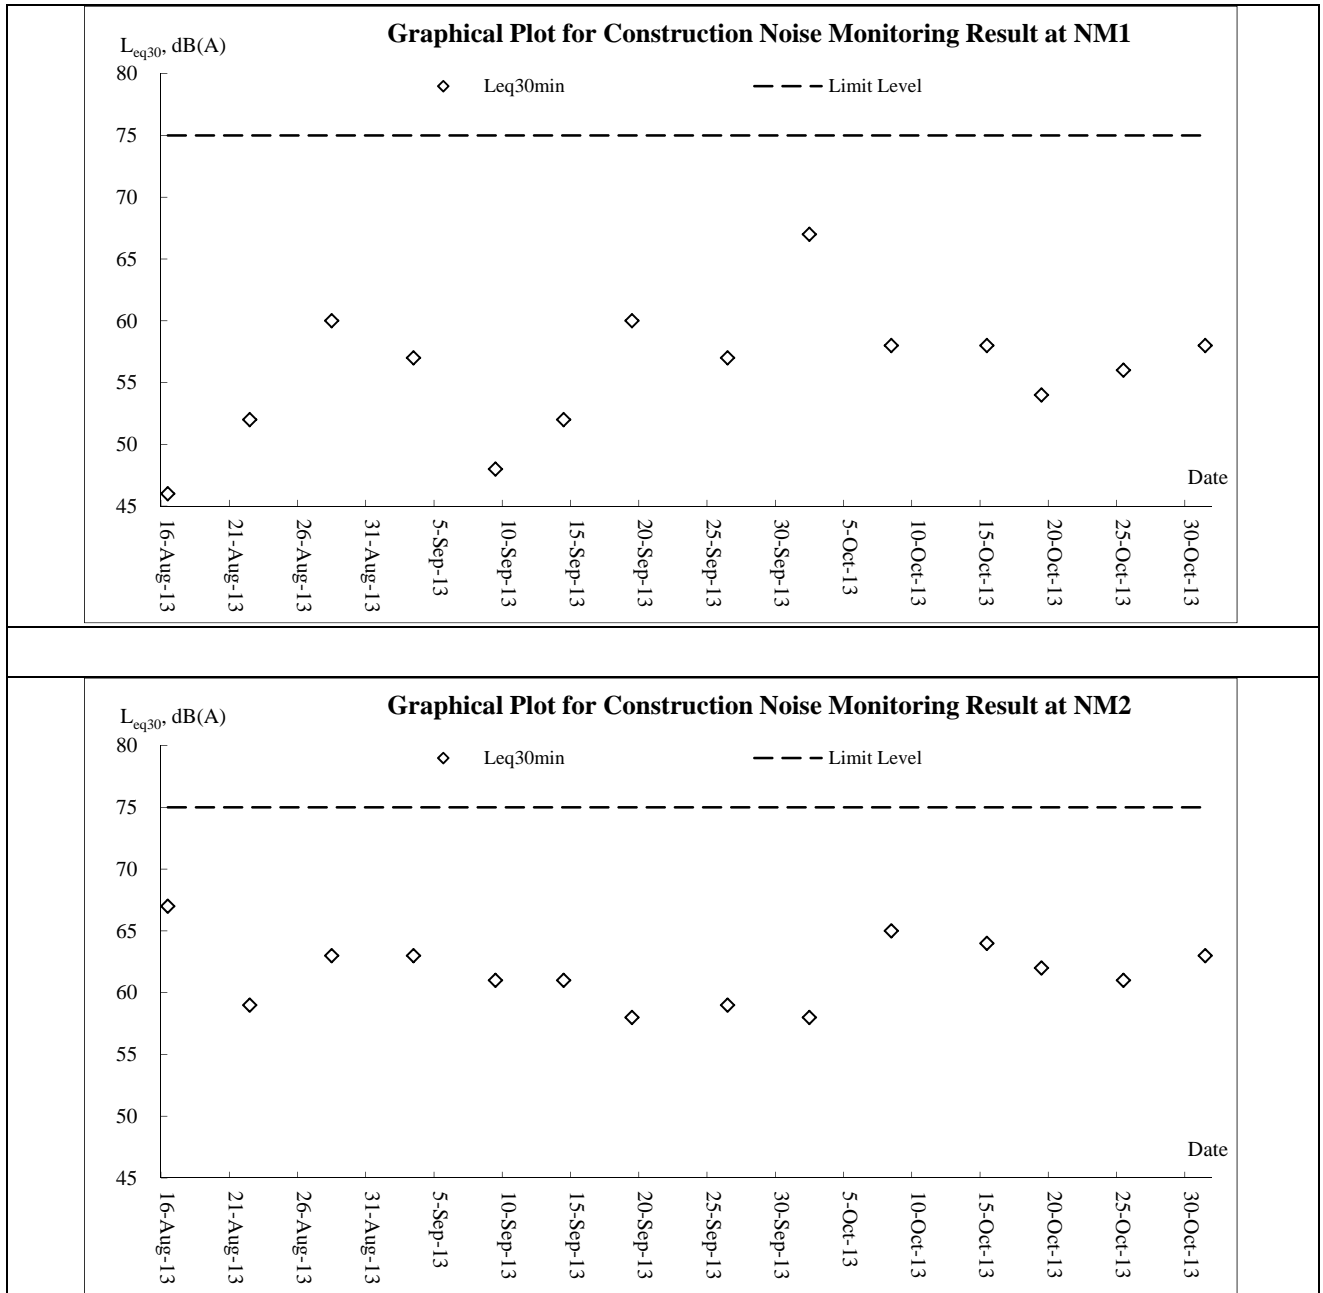 Graphical Plot for Construction Noise Monitoring Result at NM1
Leq30, dB(A)
Leq30min
Limit Level
80
75
70
65
60
55
50
45
Date
16-Aug-13
21-Aug-13
26-Aug-13
31-Aug-13
5-Sep-13
10-Sep-13
15-Sep-13
20-Sep-13
25-Sep-13
30-Sep-13
5-Oct-13
10-Oct-13
15-Oct-13
20-Oct-13
25-Oct-13
30-Oct-13
Graphical Plot for Construction Noise Monitoring Result at NM2
Leq30, dB(A)
Leq30min
Limit Level
80
75
70
65
60
55
50
45
Date
16-Aug-13
21-Aug-13
26-Aug-13
31-Aug-13
5-Sep-13
10-Sep-13
15-Sep-13
20-Sep-13
25-Sep-13
30-Sep-13
5-Oct-13
10-Oct-13
15-Oct-13
20-Oct-13
25-Oct-13
30-Oct-13